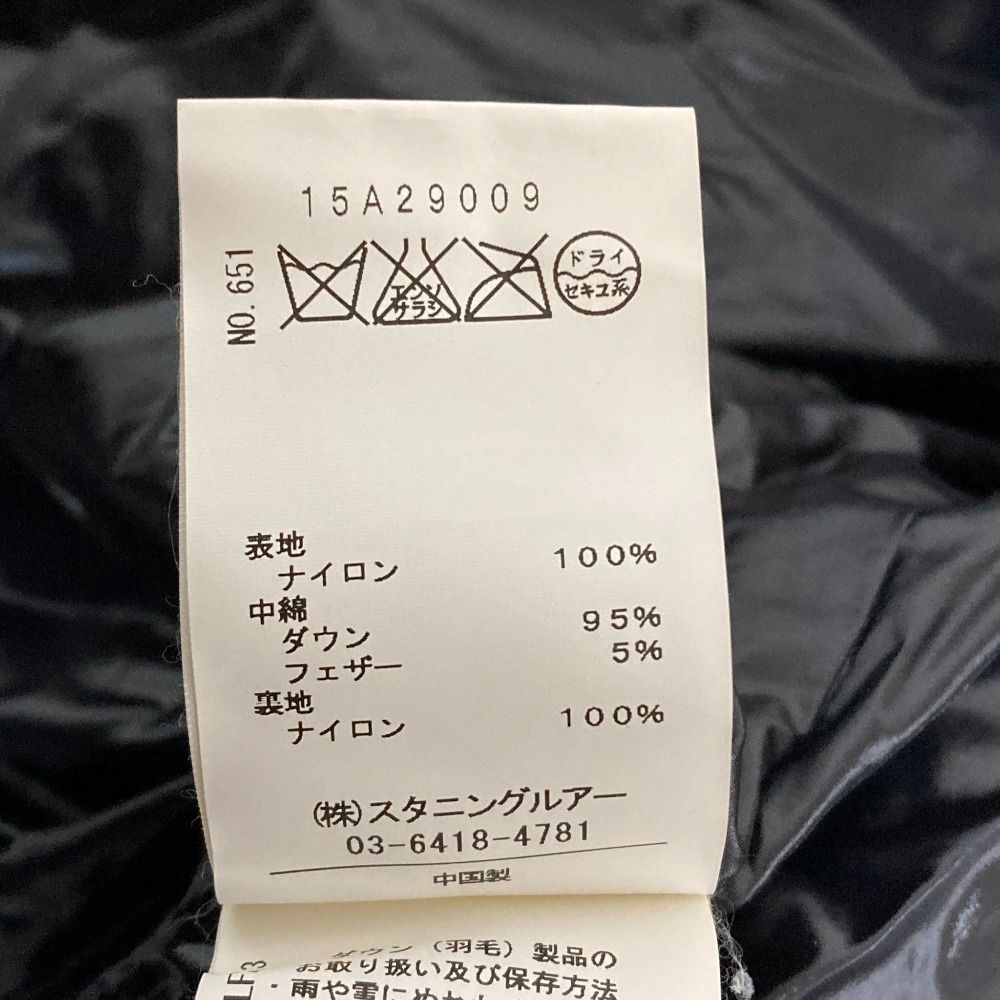 15A29009
NO.651
エンソ
サラシ
ドライ
セキユ系
表地
ナイロン 100%
中綿
ダウン 95%
フェザー 5%
裏地
ナイロン 100%
(株)スタニングルアー
03-6418-4781
中国製
LF3
ダウン（羽毛）製品の
お取り扱い及び保存方法
・雨や雪にぬれた